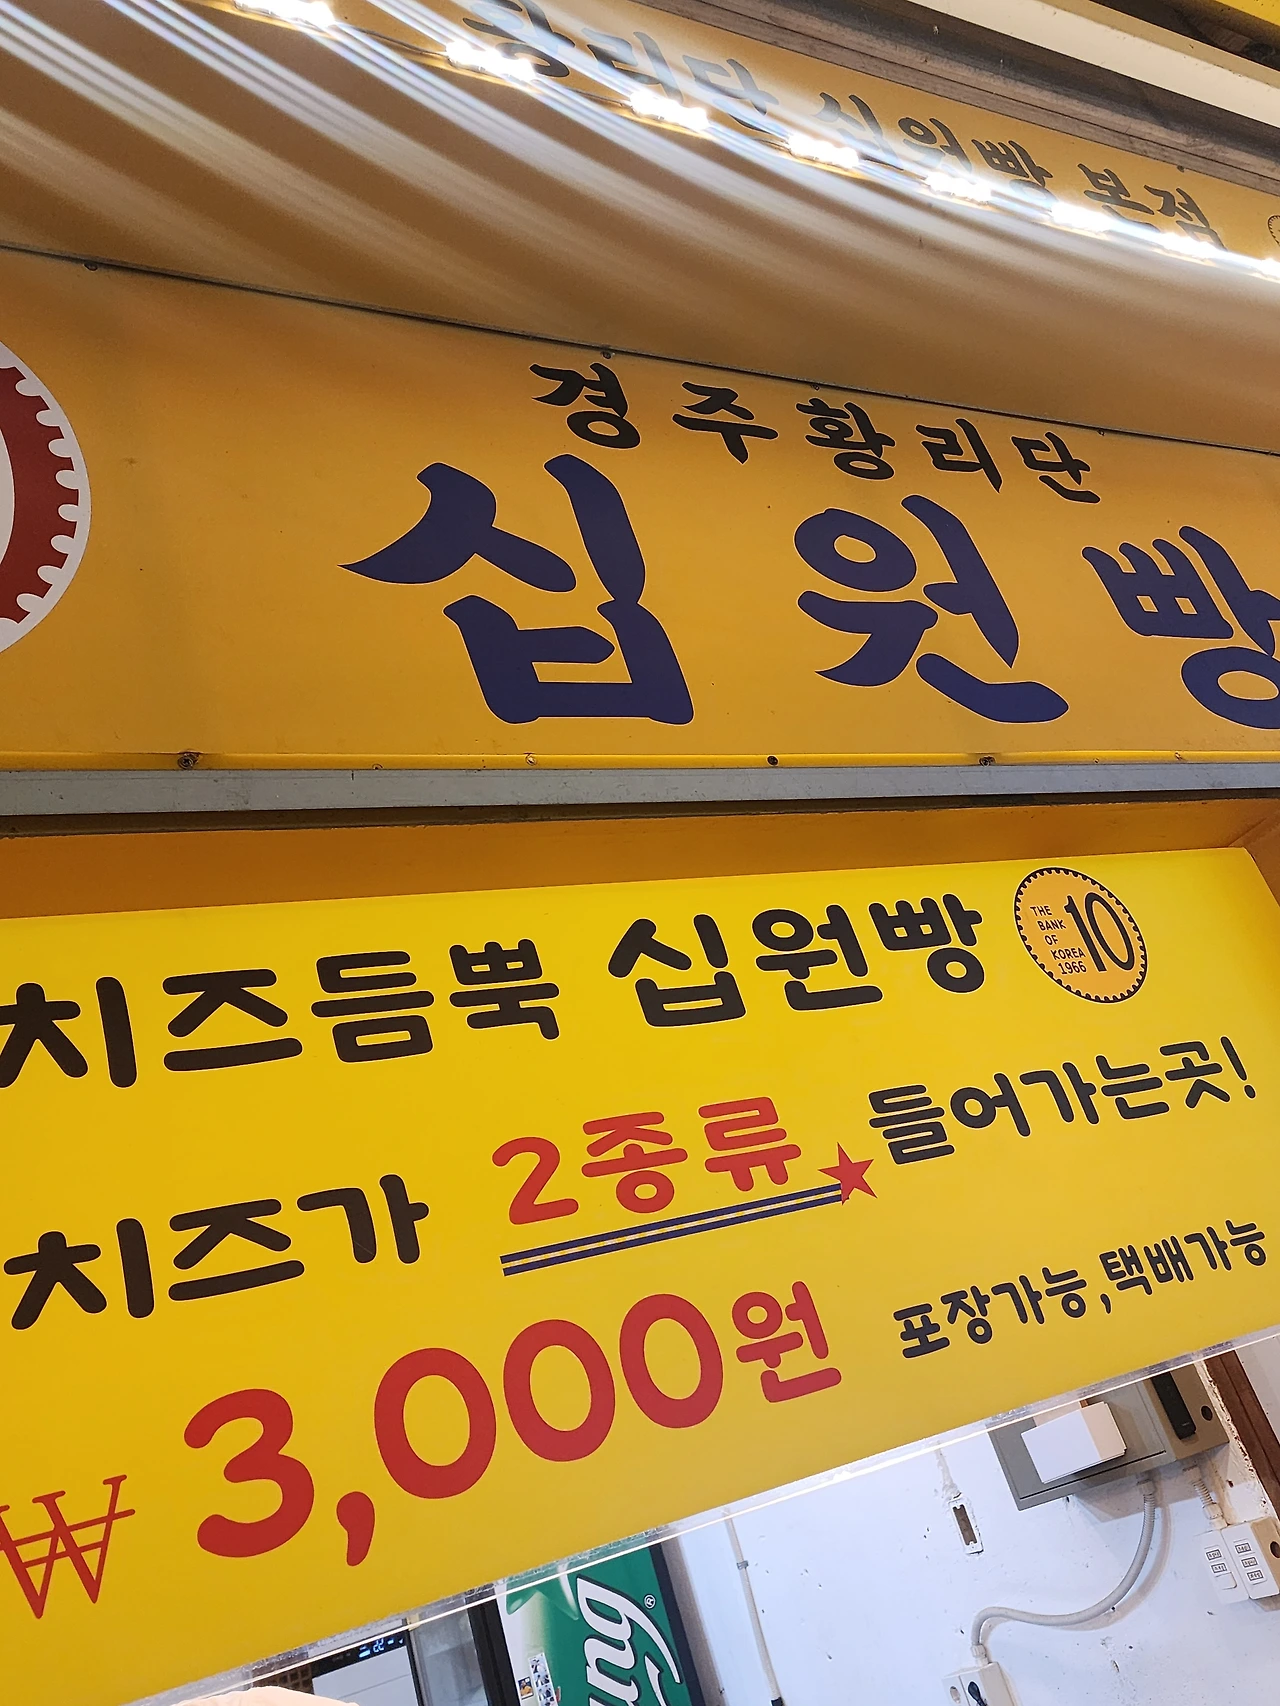 황리단 십원빵 본점
경주황리단
십원빵
치즈듬뿍 십원빵
THE
BANK
OF
KOREA
1966
10
치즈가 2종류 들어가는곳!
₩ 3,000원
포장가능, 택배가능